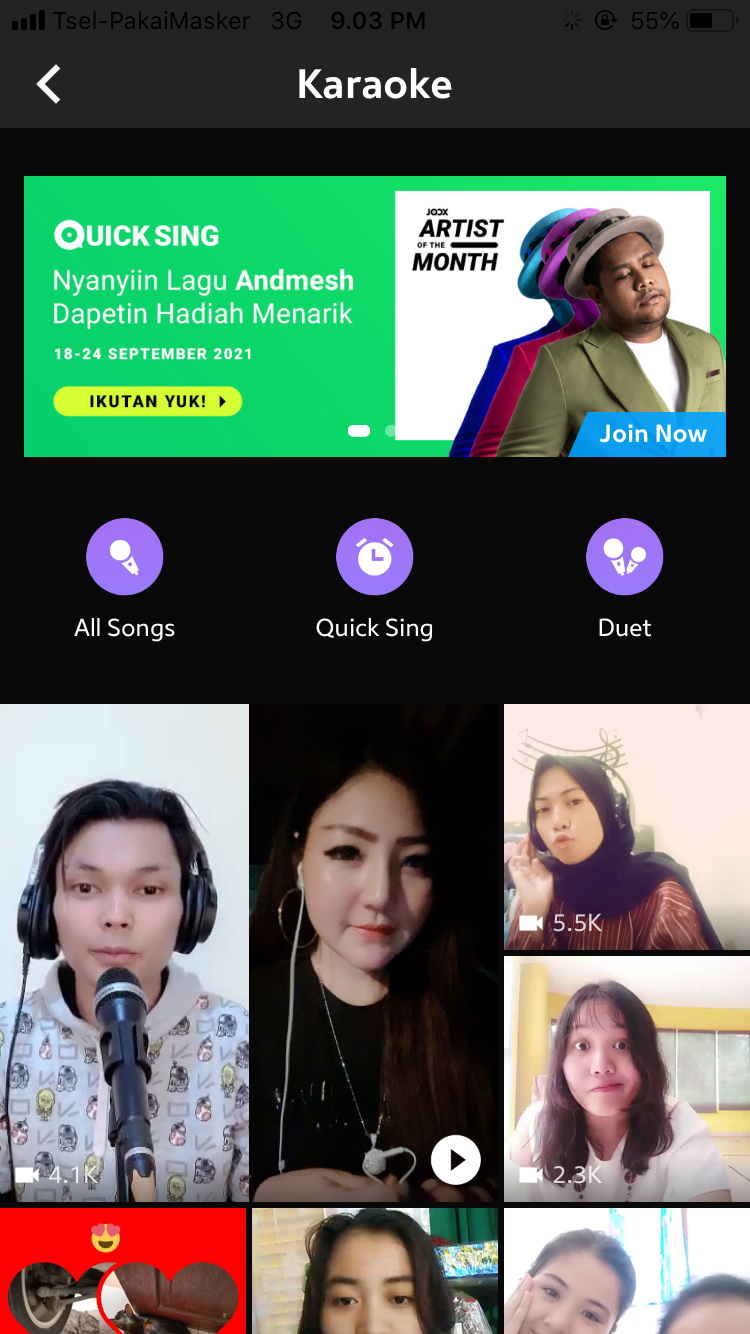 Tsel-PakaiMasker 3G 9.03 PM 55%
Karaoke
QUICK SING
Nyanyiin Lagu Andmesh
Dapetin Hadiah Menarik
18-24 SEPTEMBER 2021
IKUTAN YUK!
JOOX
ARTIST
OF THE
MONTH
Join Now
All Songs
Quick Sing
Duet
5.5K
4.1K
2.3K